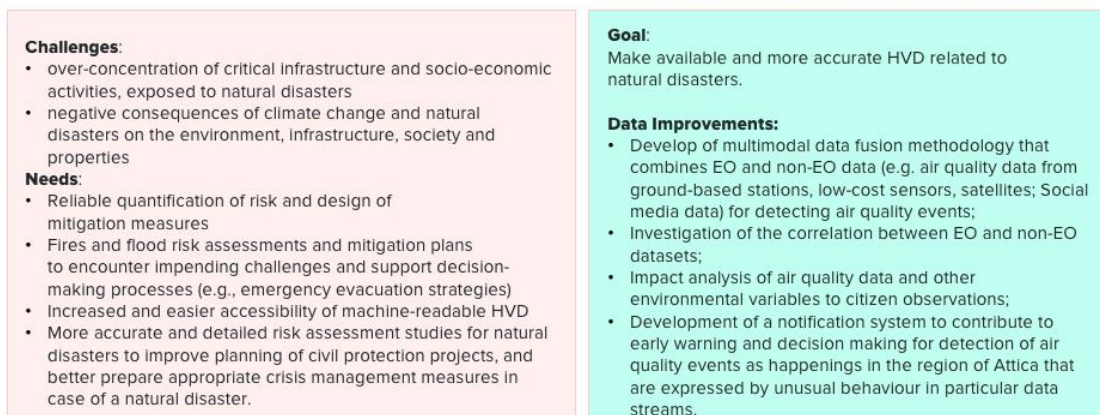 Challenges:
• over-concentration of critical infrastructure and socio-economic
activities, exposed to natural disasters
• negative consequences of climate change and natural
disasters on the environment, infrastructure, society and
properties
Needs:
• Reliable quantification of risk and design of
mitigation measures
• Fires and flood risk assessments and mitigation plans
to encounter impending challenges and support decision-
making processes (e.g., emergency evacuation strategies)
• Increased and easier accessibility of machine-readable HVD
• More accurate and detailed risk assessment studies for natural
disasters to improve planning of civil protection projects, and
better prepare appropriate crisis management measures in
case of a natural disaster.
Goal:
Make available and more accurate HVD related to
natural disasters.
Data Improvements:
• Develop of multimodal data fusion methodology that
combines EO and non-EO data (e.g. air quality data from
ground-based stations, low-cost sensors, satellites; Social
media data) for detecting air quality events;
• Investigation of the correlation between EO and non-EO
datasets;
• Impact analysis of air quality data and other
environmental variables to citizen observations;
• Development of a notification system to contribute to
early warning and decision making for detection of air
quality events as happenings in the region of Attica that
are expressed by unusual behaviour in particular data
streams.